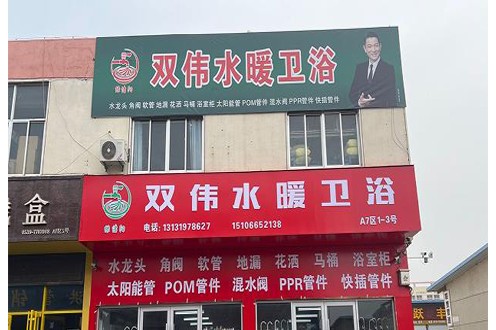 双伟水暖卫浴
水龙头 角阀 软管 地漏 花洒 马桶 浴室柜 太阳能管 POM管件 混水阀 PPR管件 快插管件
双伟水暖卫浴
电话: 13131978627 15106652138
A7区1-3号
水龙头 角阀 软管 地漏 花洒 马桶 浴室柜
太阳能管 POM管件 混水阀 PPR管件 快插管件
盒